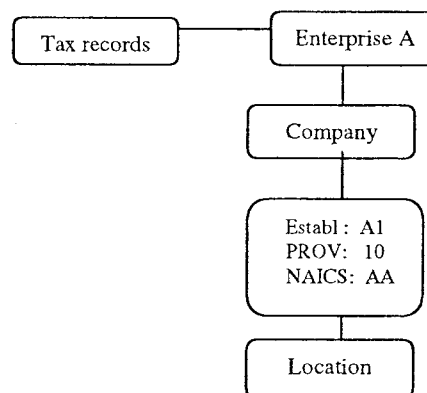 Tax records
Enterprise A
Company
Establ : A1
PROV: 10
NAICS: AA
Location